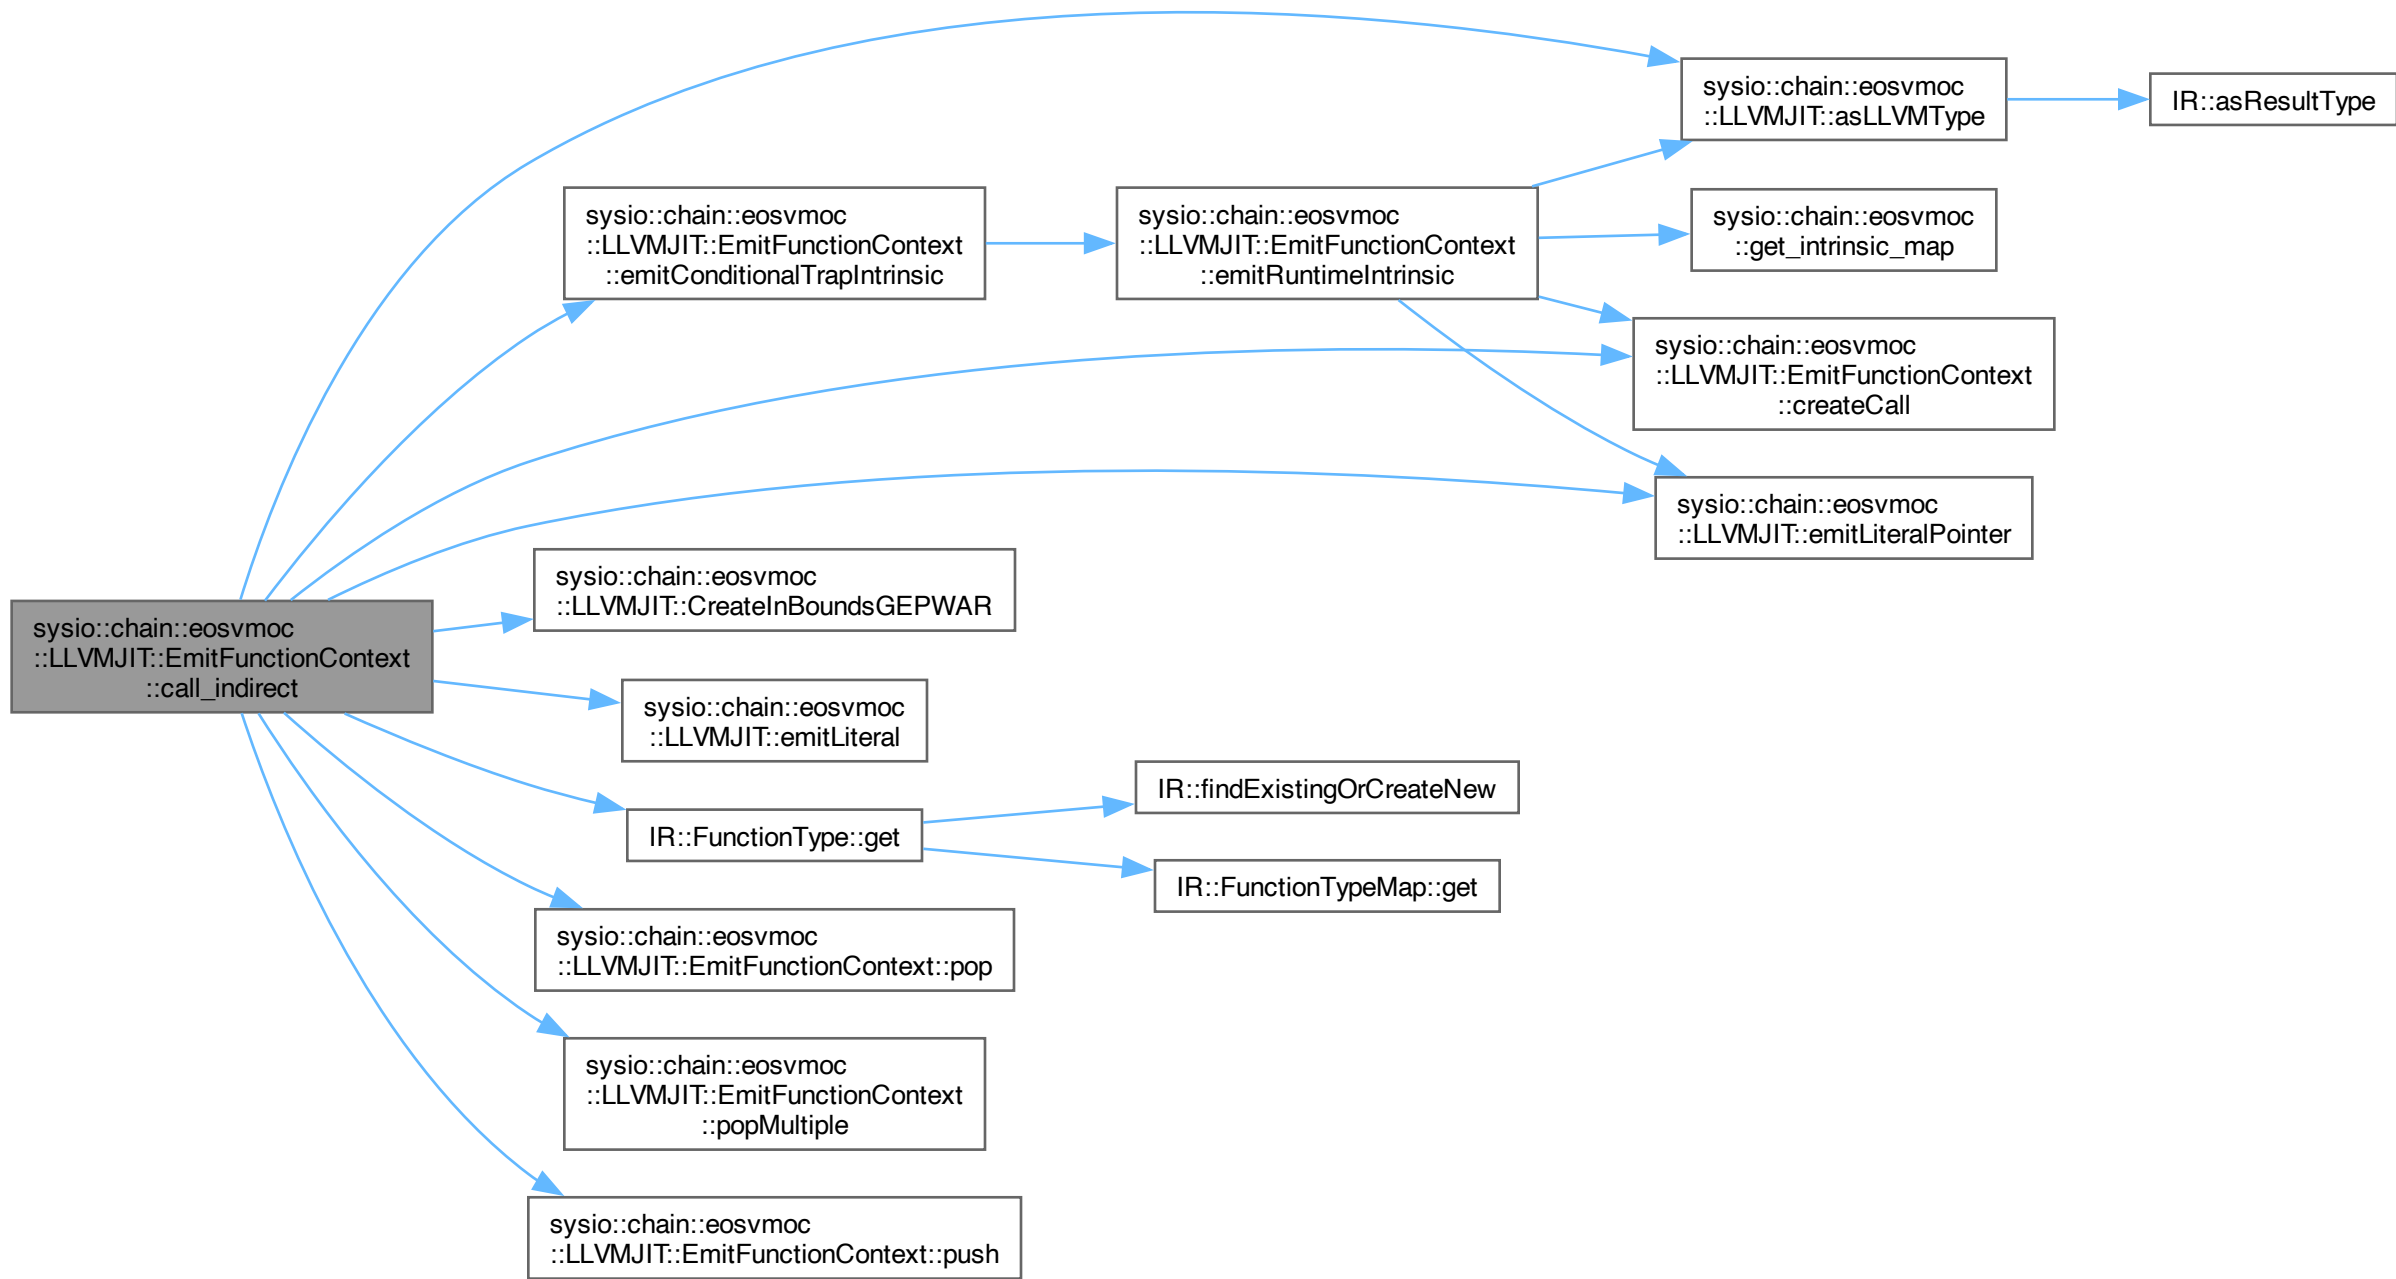 sysio::chain::eosvmoc
::LLVMJIT::asLLVMType
IR::asResultType
sysio::chain::eosvmoc
::LLVMJIT::EmitFunctionContext
::emitConditionalTrapIntrinsic
sysio::chain::eosvmoc
::LLVMJIT::EmitFunctionContext
::emitRuntimeIntrinsic
sysio::chain::eosvmoc
::get_intrinsic_map
sysio::chain::eosvmoc
::LLVMJIT::EmitFunctionContext
::createCall
sysio::chain::eosvmoc
::LLVMJIT::emitLiteralPointer
sysio::chain::eosvmoc
::LLVMJIT::CreateInBoundsGEPWAR
sysio::chain::eosvmoc
::LLVMJIT::EmitFunctionContext
::call_indirect
sysio::chain::eosvmoc
::LLVMJIT::emitLiteral
IR::findExistingOrCreateNew
IR::FunctionType::get
IR::FunctionTypeMap::get
sysio::chain::eosvmoc
::LLVMJIT::EmitFunctionContext::pop
sysio::chain::eosvmoc
::LLVMJIT::EmitFunctionContext
::popMultiple
sysio::chain::eosvmoc
::LLVMJIT::EmitFunctionContext::push